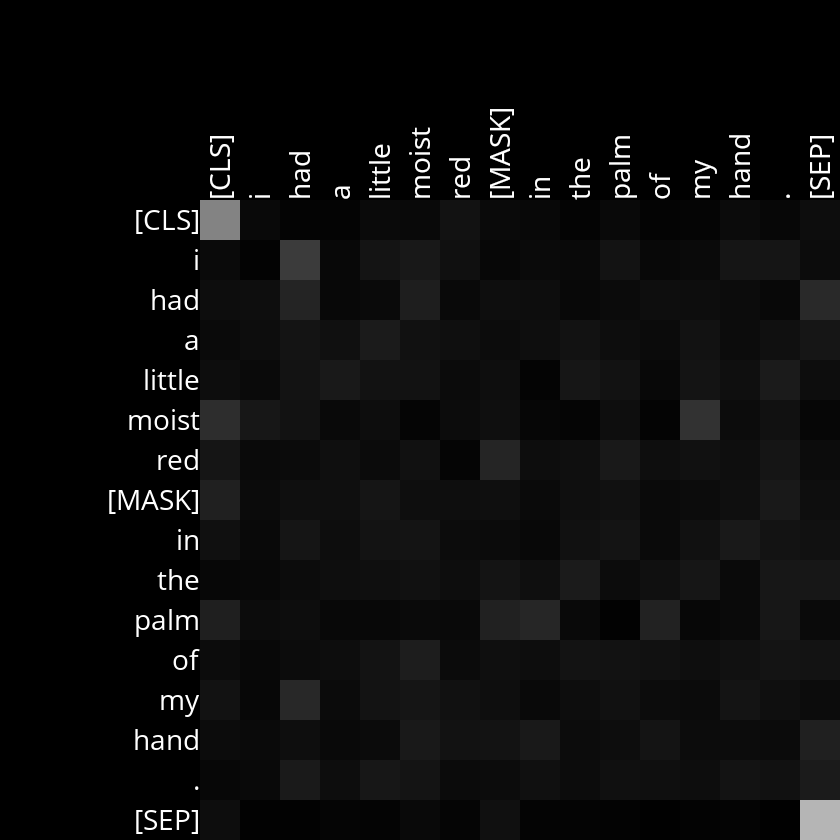 [CLS] i had a little moist red [MASK] in the palm of my hand . [SEP]
[CLS]
i
had
a
little
moist
red
[MASK]
in
the
palm
of
my
hand
.
[SEP]